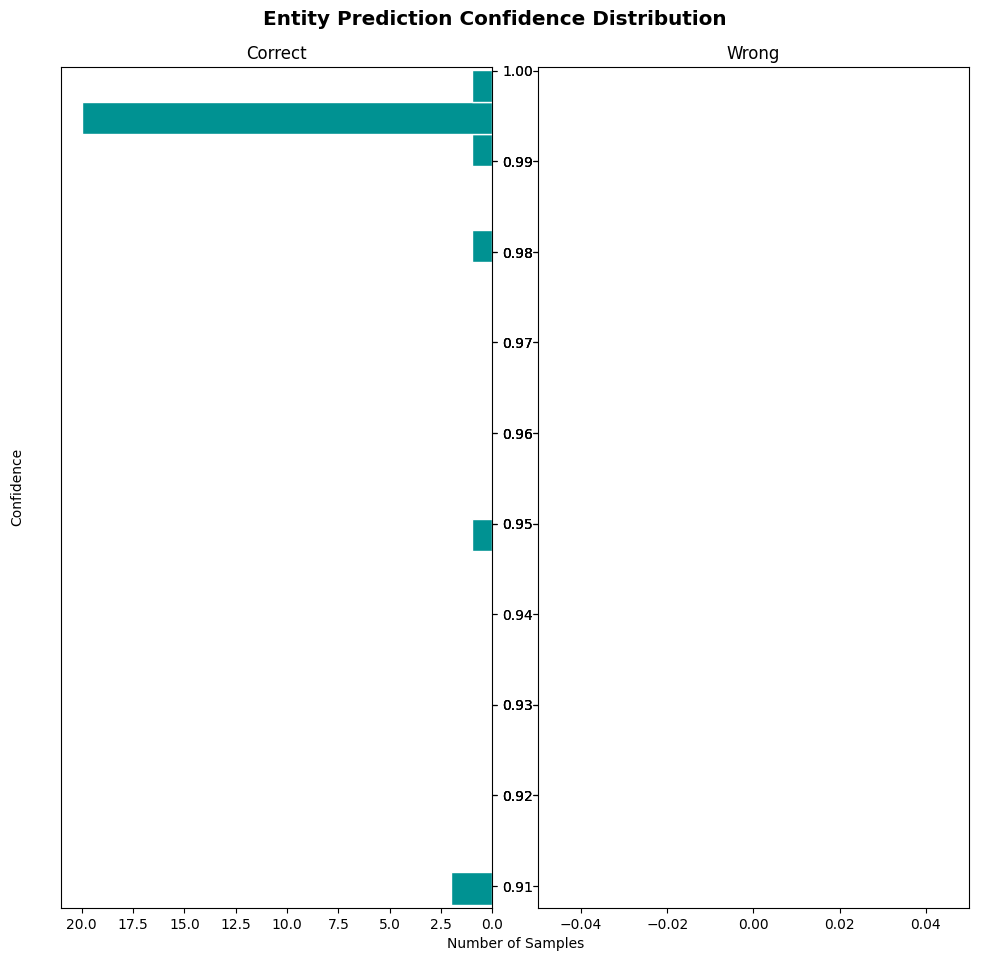 Entity Prediction Confidence Distribution
Correct
Wrong
1.00
0.99
0.98
0.97
0.96
0.95
0.94
0.93
0.92
0.91
Confidence
20.0 17.5 15.0 12.5 10.0 7.5 5.0 2.5 0.0
−0.04 −0.02 0.00 0.02 0.04
Number of Samples